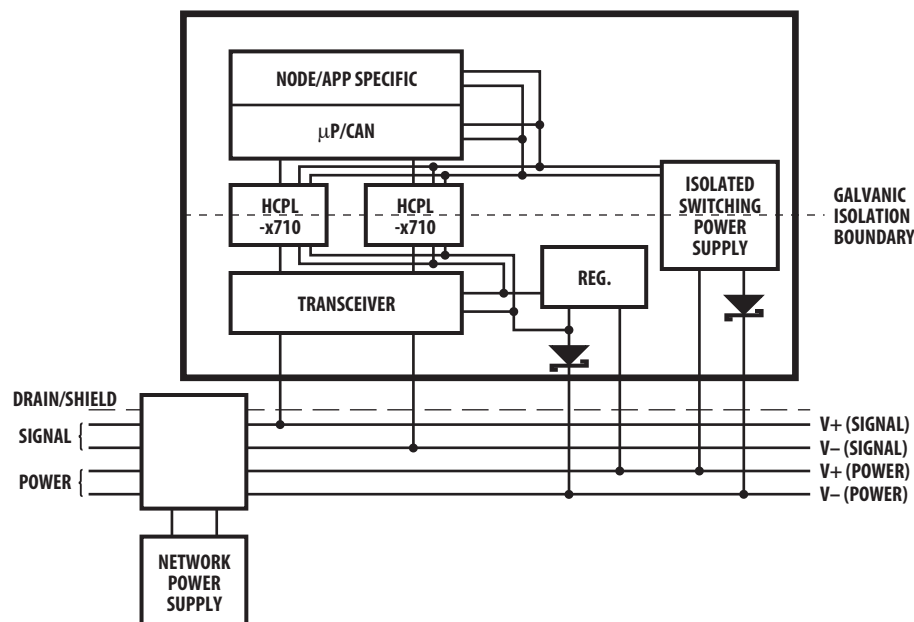 NODE/APP SPECIFIC
μP/CAN
HCPL
-x710
HCPL
-x710
ISOLATED
SWITCHING
POWER
SUPPLY
GALVANIC
ISOLATION
BOUNDARY
TRANSCEIVER
REG.
DRAIN/SHIELD
SIGNAL
POWER
V+ (SIGNAL)
V– (SIGNAL)
V+ (POWER)
V– (POWER)
NETWORK
POWER
SUPPLY